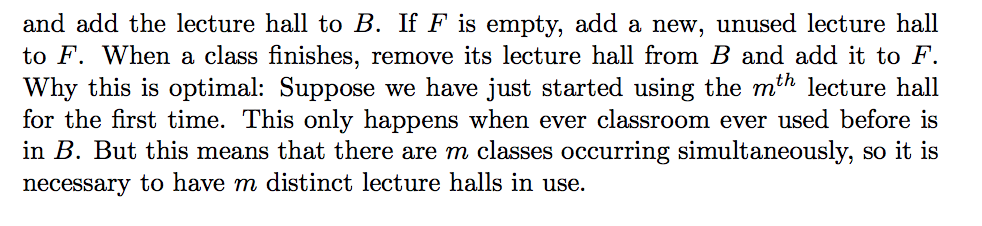 and add the lecture hall to B. If F is empty, add a new, unused lecture hall
to F. When a class finishes, remove its lecture hall from B and add it to F.
Why this is optimal: Suppose we have just started using the mth lecture hall
for the first time. This only happens when ever classroom ever used before is
in B. But this means that there are m classes occurring simultaneously, so it is
necessary to have m distinct lecture halls in use.